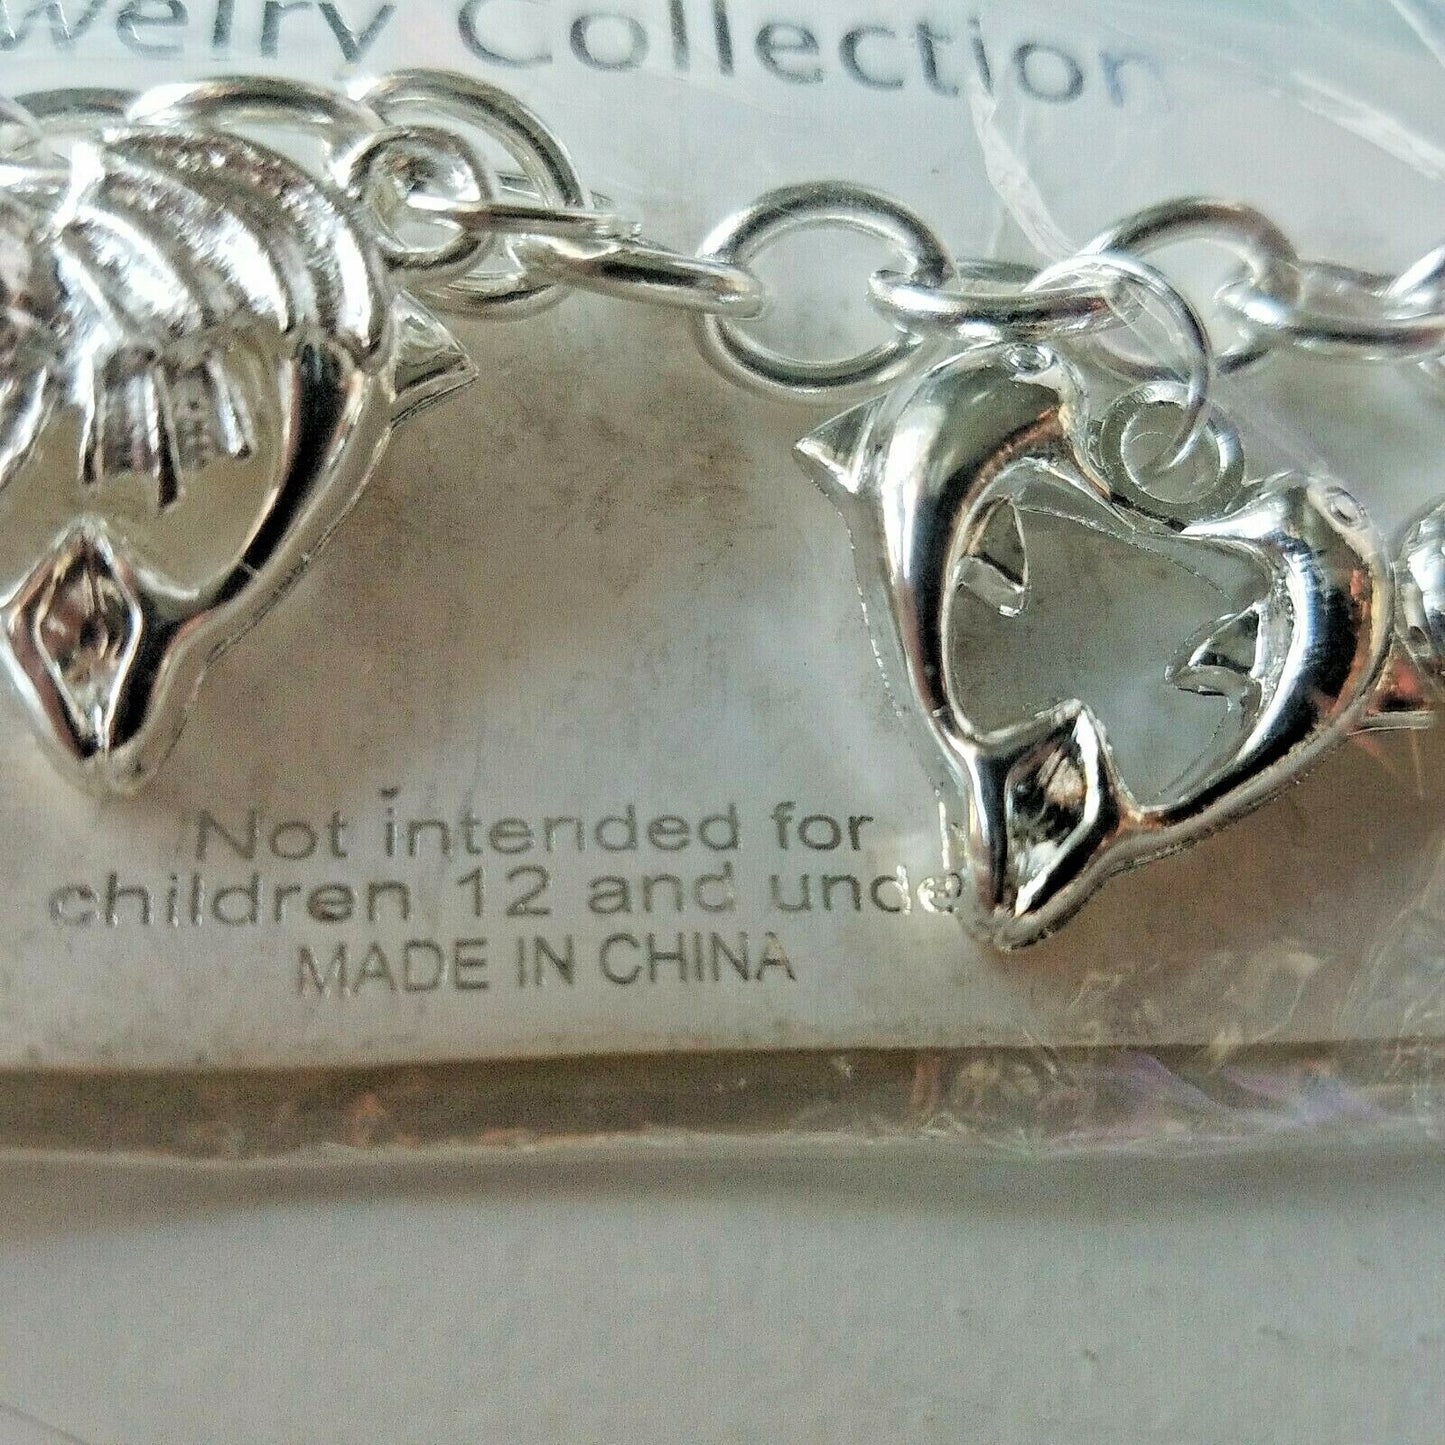 welry Collection
Not intended for
children 12 and unde
MADE IN CHINA